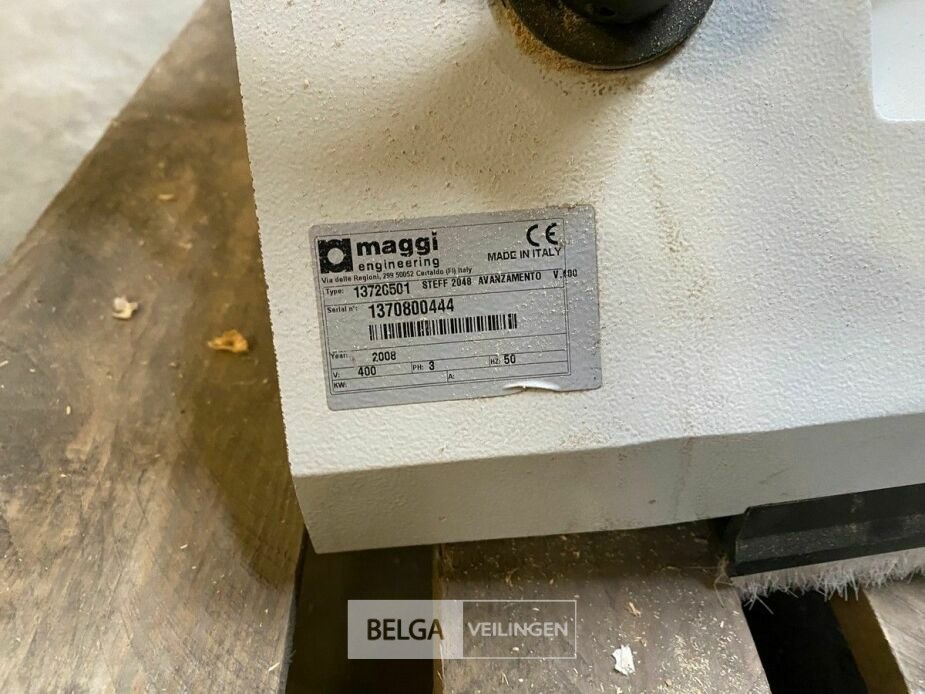 maggi
engineering
CE
MADE IN ITALY
Via delle Regioni, 299 50052 Certaldo (FI) Italy
Type: 13720501 STEFF 2048 AVANZAMENTO V.400
Serial n°: 1370800444
Year: 2008
V: 400 PH: 3 HZ: 50
KW: A:
BELGA VEILINGEN